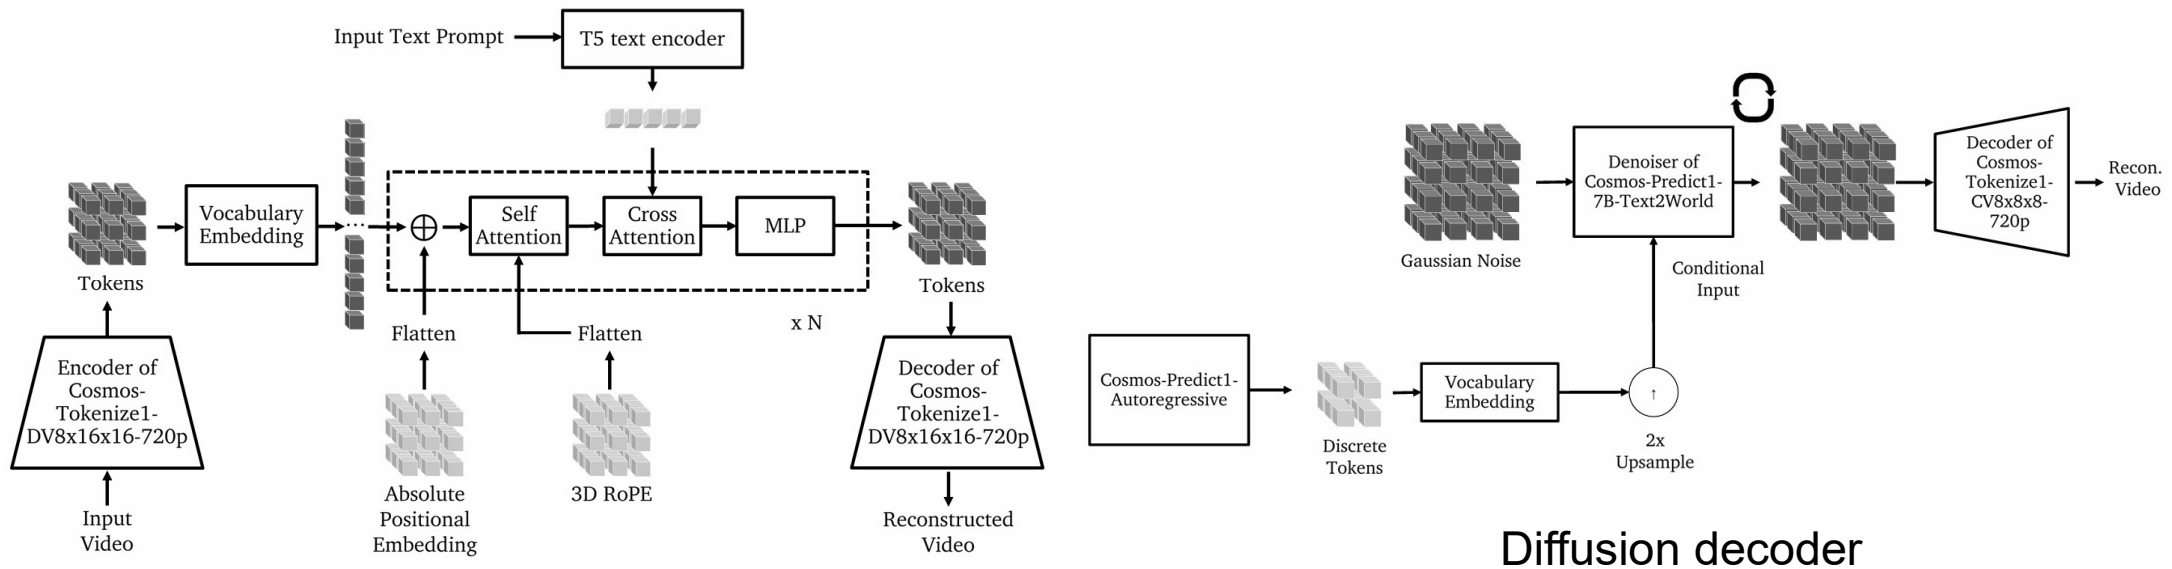 Input Text Prompt
T5 text encoder
Tokens
Vocabulary
Embedding
...
Self
Attention
Cross
Attention
MLP
x N
Tokens
Flatten
Flatten
Encoder of
Cosmos-
Tokenize1-
DV8x16x16-720p
Input
Video
Absolute
Positional
Embedding
3D RoPE
Decoder of
Cosmos-
Tokenize1-
DV8x16x16-720p
Reconstructed
Video
Gaussian Noise
Denoiser of
Cosmos-Predict1-
7B-Text2World
Decoder of
Cosmos-
Tokenize1-
CV8x8x8-
720p
Recon.
Video
Conditional
Input
Cosmos-Predict1-
Autoregressive
Discrete
Tokens
Vocabulary
Embedding
↑
2x
Upsample
Diffusion decoder